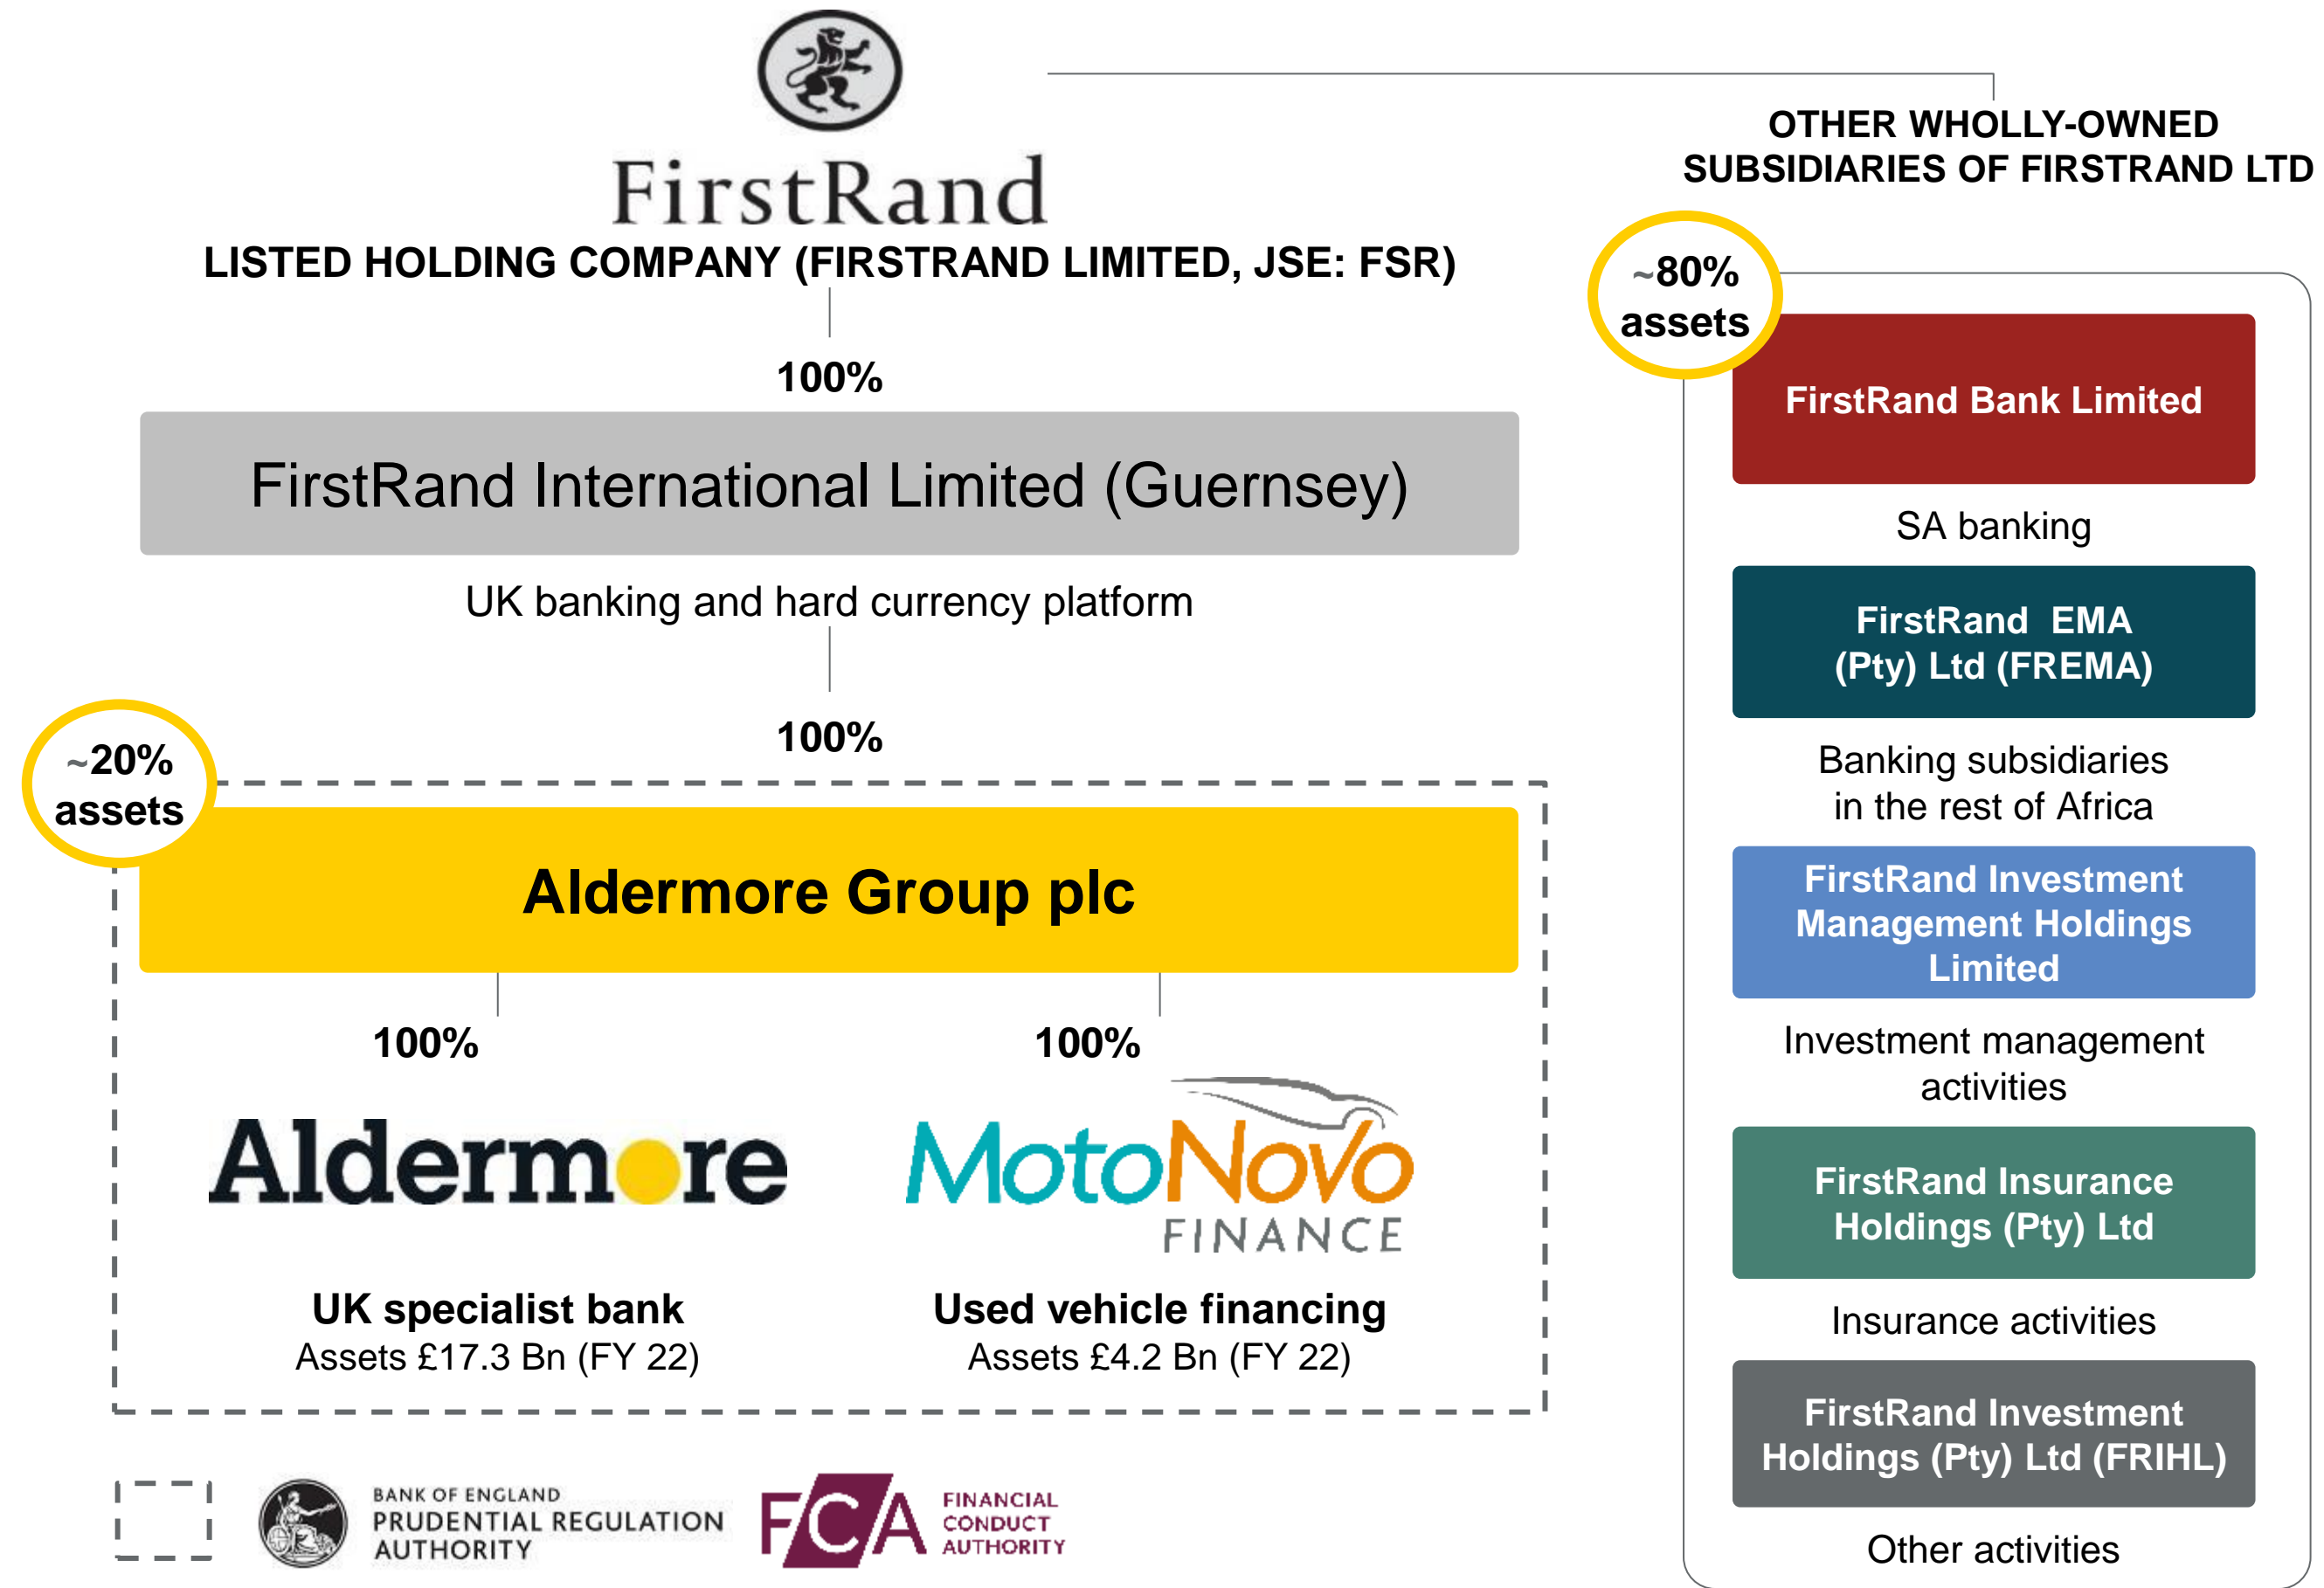 FirstRand
LISTED HOLDING COMPANY (FIRSTRAND LIMITED, JSE: FSR)
100%
FirstRand International Limited (Guernsey)
UK banking and hard currency platform
100%
~20%
assets
Aldermore Group plc
100%
100%
Aldermore
MotoNovo
FINANCE
UK specialist bank
Assets £17.3 Bn (FY 22)
Used vehicle financing
Assets £4.2 Bn (FY 22)
BANK OF ENGLAND
PRUDENTIAL REGULATION
AUTHORITY
FCA
FINANCIAL
CONDUCT
AUTHORITY
OTHER WHOLLY-OWNED
SUBSIDIARIES OF FIRSTRAND LTD
~80%
assets
FirstRand Bank Limited
SA banking
FirstRand EMA
(Pty) Ltd (FREMA)
Banking subsidiaries
in the rest of Africa
FirstRand Investment
Management Holdings
Limited
Investment management
activities
FirstRand Insurance
Holdings (Pty) Ltd
Insurance activities
FirstRand Investment
Holdings (Pty) Ltd (FRIHL)
Other activities